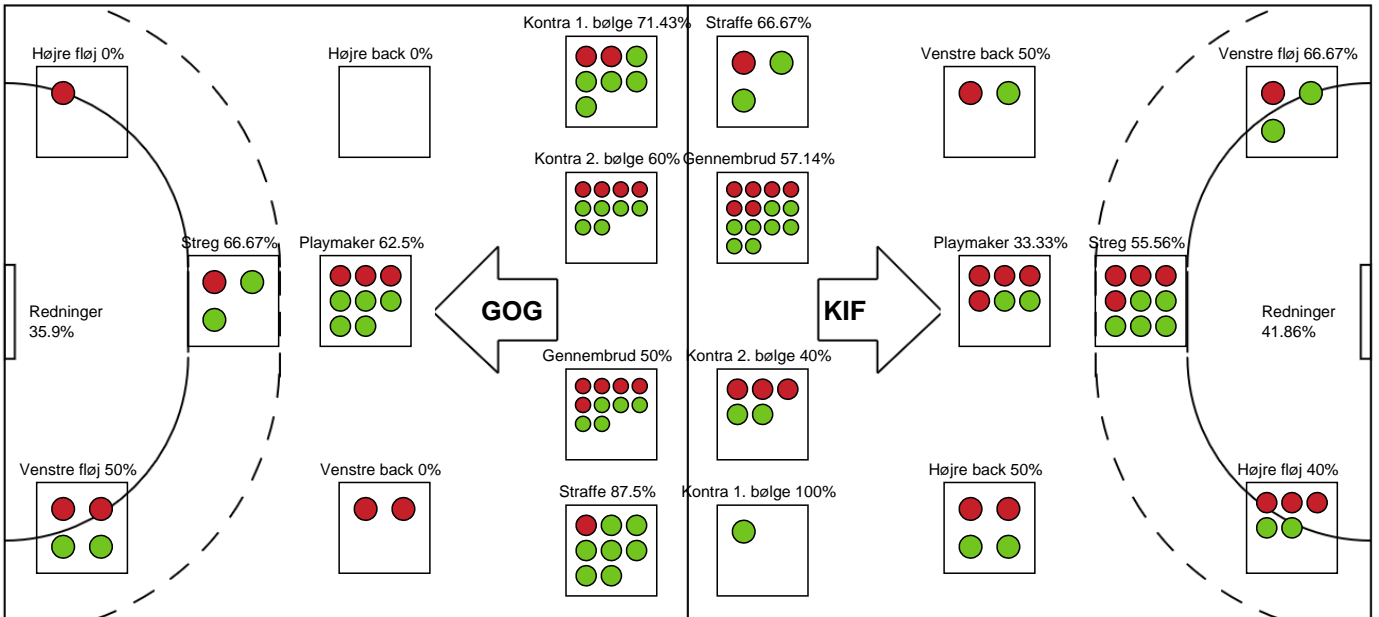 Kontra 1. bølge 71.43%
Straffe 66.67%
Højre fløj 0%
Højre back 0%
Venstre back 50%
Venstre fløj 66.67%
Kontra 2. bølge 60%
Gennembrud 57.14%
Streg 66.67%
Playmaker 62.5%
Playmaker 33.33%
Streg 55.56%
Redninger
35.9%
GOG
KIF
Redninger
41.86%
Gennembrud 50%
Kontra 2. bølge 40%
Venstre fløj 50%
Venstre back 0%
Højre back 50%
Højre fløj 40%
Straffe 87.5%
Kontra 1. bølge 100%